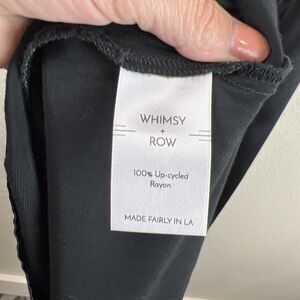 WHIMSY
+
ROW
100% Up-cycled
Rayon
MADE FAIRLY IN LA